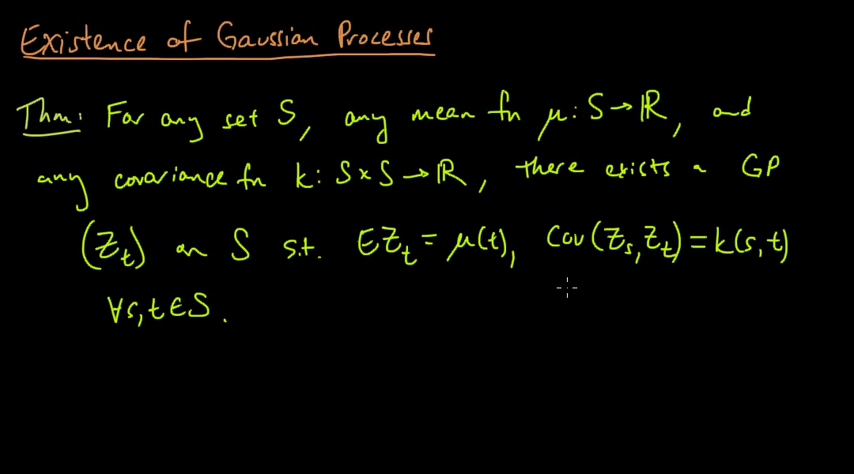 Existence of Gaussian Processes
Thm: For any set S, any mean fn μ: S→ℝ, and
any covariance fn k: S×S→ℝ, there exists a GP
(Z_t) on S s.t. EZ_t = μ(t), Cov(Z_s, Z_t) = k(s,t)
∀s,t∈S.